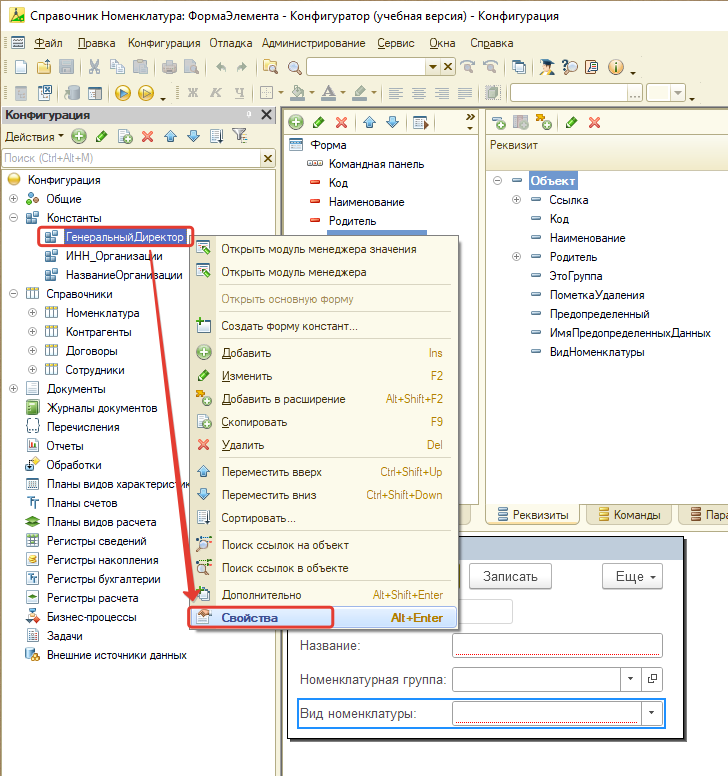 Справочник Номенклатура: ФормаЭлемента - Конфигуратор (учебная версия) - Конфигурация
Файл Правка Конфигурация Отладка Администрирование Сервис Окна Справка
Ж К Ч А
Конфигурация
Действия
Поиск (Ctrl+Alt+M)
Конфигурация
Общие
Константы
ГенеральныйДиректор
ИНН_Организации
НазваниеОрганизации
Справочники
Номенклатура
Контрагенты
Договоры
Сотрудники
Документы
Журналы документов
Перечисления
Отчеты
Обработки
Планы видов характеристик
Планы счетов
Планы видов расчета
Регистры сведений
Регистры накопления
Регистры бухгалтерии
Регистры расчета
Бизнес-процессы
Задачи
Внешние источники данных
Форма
Командная панель
Код
Наименование
Родитель
Открыть модуль менеджера значения
Открыть модуль менеджера
Открыть основную форму
Создать форму констант...
Добавить Ins
Изменить F2
Добавить в расширение Alt+Shift+F2
Скопировать F9
Удалить Del
Переместить вверх Ctrl+Shift+Up
Переместить вниз Ctrl+Shift+Down
Сортировать...
Поиск ссылок на объект
Поиск ссылок в объекте
Дополнительно Alt+Shift+Enter
Свойства Alt+Enter
Реквизит
Объект
Ссылка
Код
Наименование
Родитель
ЭтоГруппа
ПометкаУдаления
Предопределенный
ИмяПредопределенныхДанных
ВидНоменклатуры
Реквизиты Команды Пара
Записать Еще
Название:
Номенклатурная группа:
Вид номенклатуры: